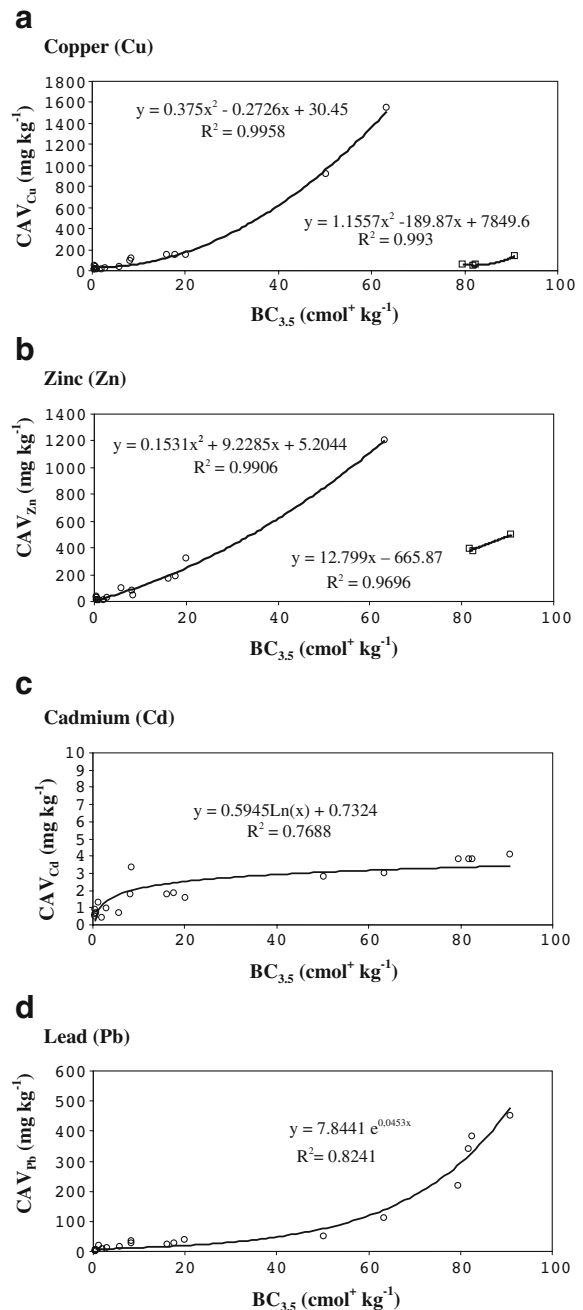 a
Copper (Cu)
1800
1600
1400
1200
1000
800
600
400
200
0
CAV_Cu (mg kg⁻¹)
y = 0.375x² - 0.2726x + 30.45
R² = 0.9958
y = 1.1557x² -189.87x + 7849.6
R² = 0.993
0 20 40 60 80 100
BC₃.₅ (cmol⁺ kg⁻¹)
b
Zinc (Zn)
1400
1200
1000
800
600
400
200
0
CAV_Zn (mg kg⁻¹)
y = 0.1531x² + 9.2285x + 5.2044
R² = 0.9906
y = 12.799x – 665.87
R² = 0.9696
0 20 40 60 80 100
BC₃.₅ (cmol⁺ kg⁻¹)
c
Cadmium (Cd)
10
9
8
7
6
5
4
3
2
1
0
CAV_Cd (mg kg⁻¹)
y = 0.5945Ln(x) + 0.7324
R² = 0.7688
0 20 40 60 80 100
BC₃.₅ (cmol⁺ kg⁻¹)
d
Lead (Pb)
600
500
400
300
200
100
0
CAV_Pb (mg kg⁻¹)
y = 7.8441 e^0.0453x
R²= 0.8241
0 20 40 60 80 100
BC₃.₅ (cmol⁺ kg⁻¹)